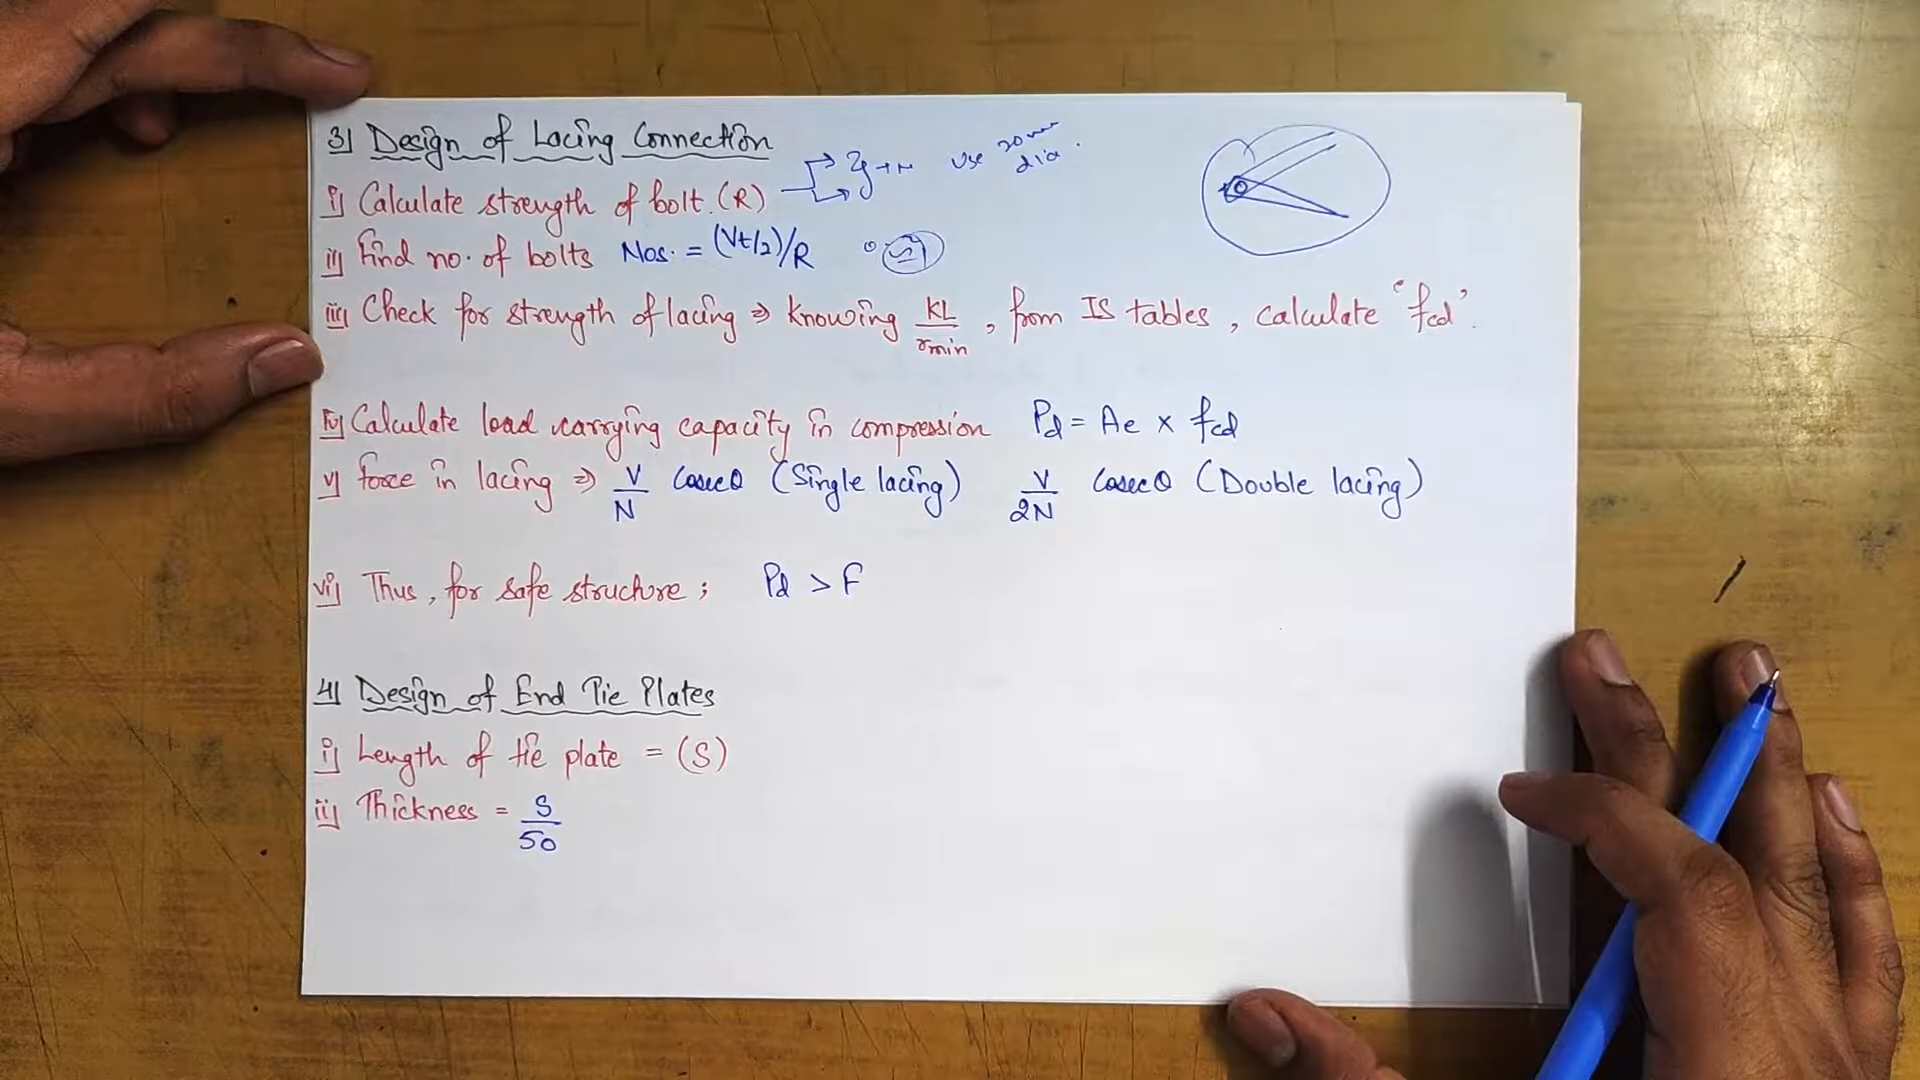 3] Design of Lacing Connection
i] Calculate strength of bolt. (R) use 20mm dia.
ii] Find no. of bolts Nos. = (Vt/2)/R
iii] Check for strength of lacing ⇒ knowing KL/rmin, from IS tables, calculate 'fcd'.
iv] Calculate load carrying capacity in compression Pd = Ae × fcd
v] Force in lacing ⇒ V/N cosecθ (Single lacing) V/2N cosecθ (Double lacing)
vi] Thus, for safe structure; Pd > F
4] Design of End Tie Plates
i] Length of tie plate = (S)
ii] Thickness = S/50